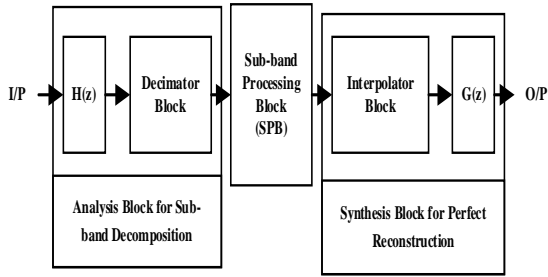 I/P
H(z)
Decimator
Block
Sub-band
Processing
Block
(SPB)
Interpolator
Block
G(z)
O/P
Analysis Block for Sub-
band Decomposition
Synthesis Block for Perfect
Reconstruction